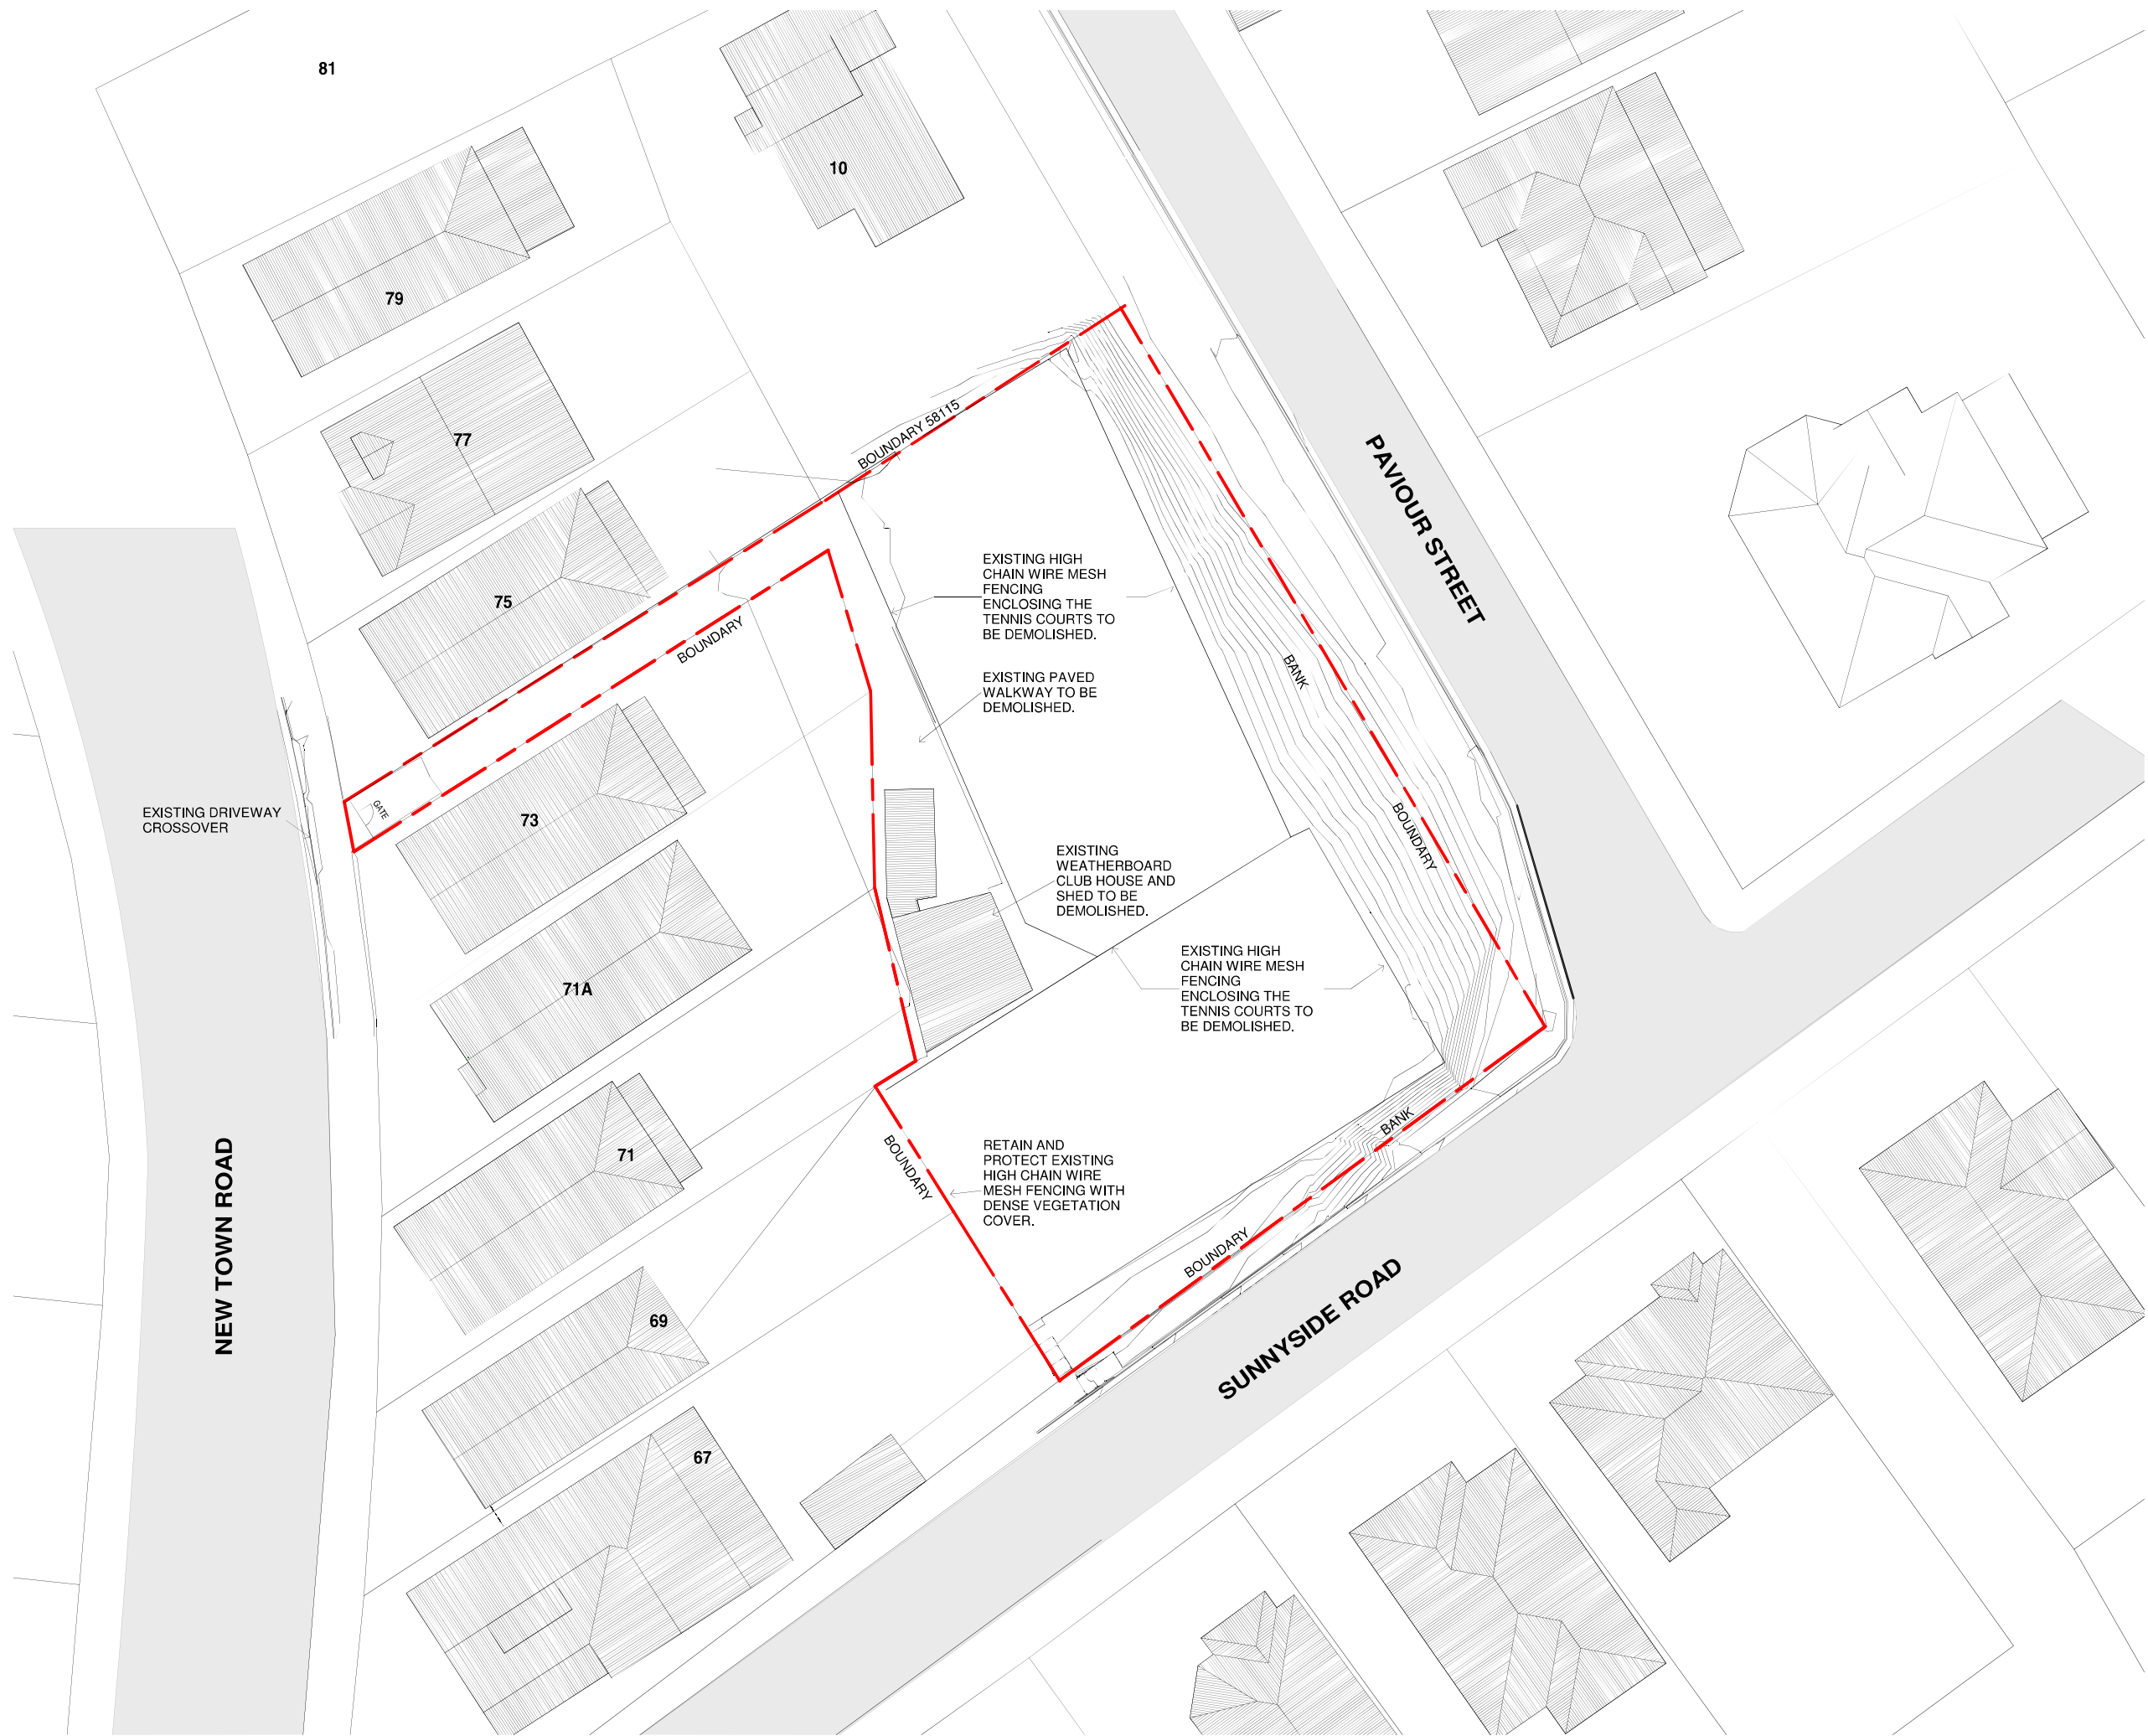 81
10
79
77
BOUNDARY 58115
PAVIOUR STREET
75
EXISTING HIGH
CHAIN WIRE MESH
FENCING
ENCLOSING THE
TENNIS COURTS TO
BE DEMOLISHED.
BOUNDARY
BANK
EXISTING PAVED
WALKWAY TO BE
DEMOLISHED.
GATE
EXISTING DRIVEWAY
CROSSOVER
73
BOUNDARY
EXISTING
WEATHERBOARD
CLUB HOUSE AND
SHED TO BE
DEMOLISHED.
71A
EXISTING HIGH
CHAIN WIRE MESH
FENCING
ENCLOSING THE
TENNIS COURTS TO
BE DEMOLISHED.
BANK
71
BOUNDARY
RETAIN AND
PROTECT EXISTING
HIGH CHAIN WIRE
MESH FENCING WITH
DENSE VEGETATION
COVER.
NEW TOWN ROAD
BOUNDARY
69
SUNNYSIDE ROAD
67